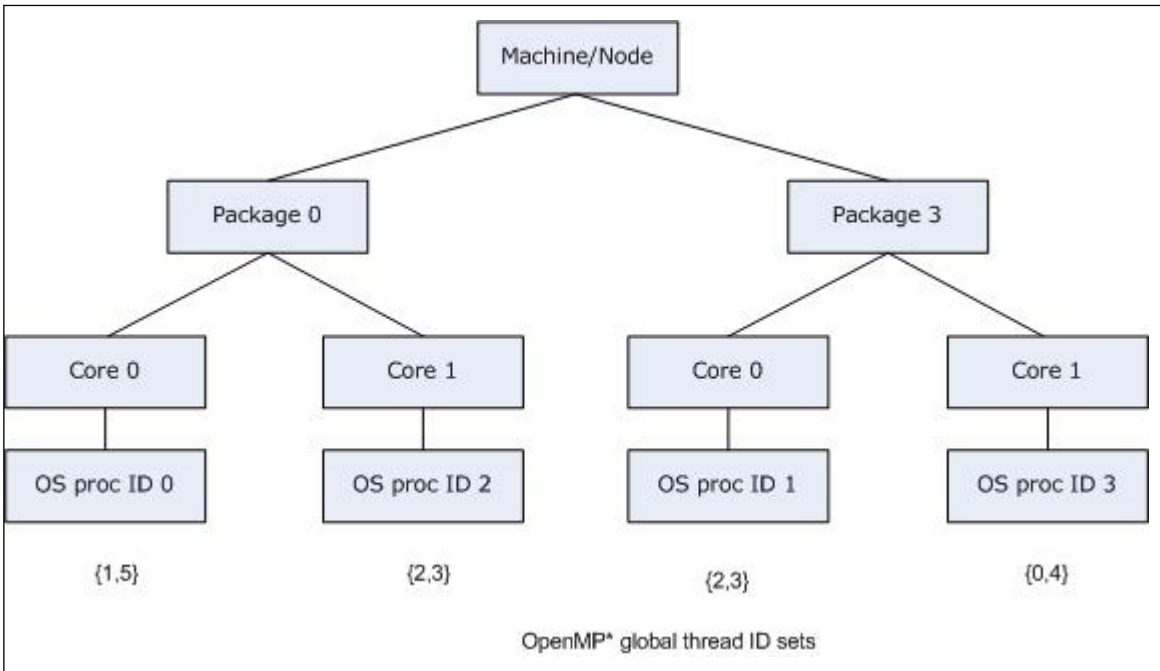 Machine/Node
Package 0
Package 3
Core 0
Core 1
Core 0
Core 1
OS proc ID 0
OS proc ID 2
OS proc ID 1
OS proc ID 3
{1,5}
{2,3}
{2,3}
{0,4}
OpenMP* global thread ID sets